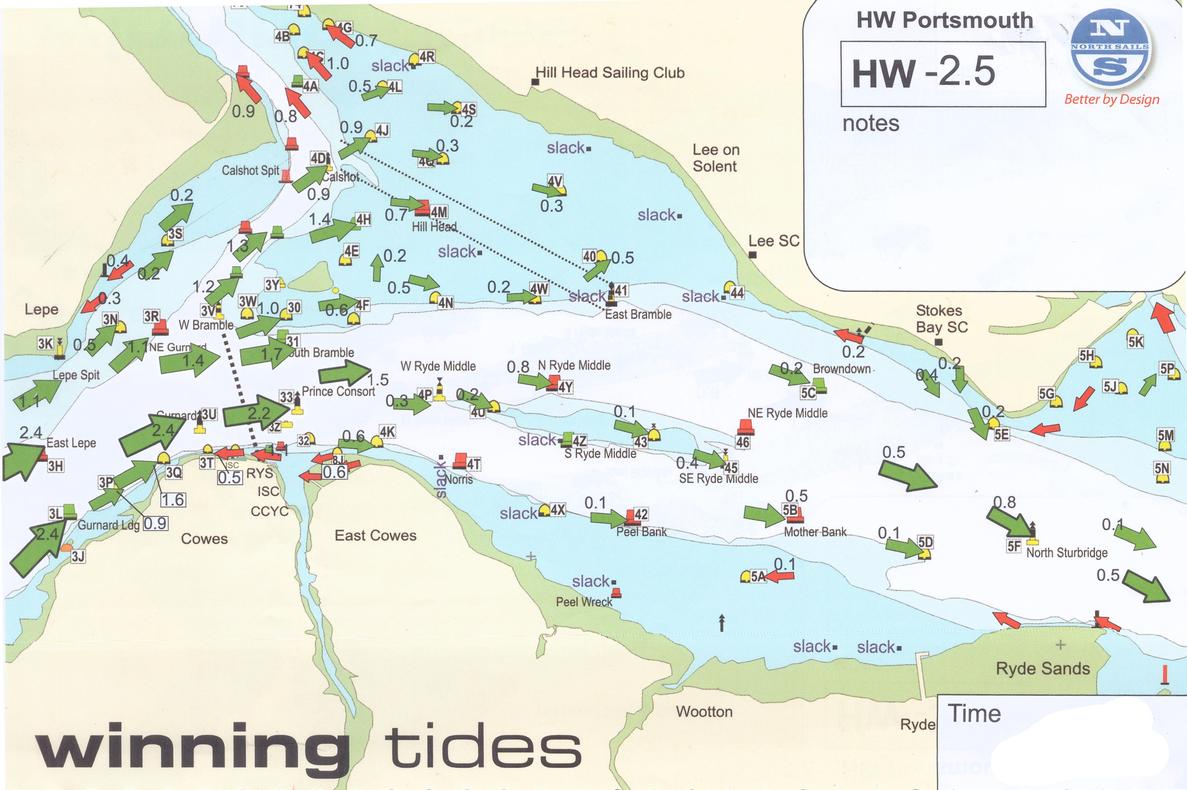 HW Portsmouth
HW -2.5
notes
NORTH SAILS
N
S
Better by Design
4G
0.7
4B
1.0
slack
4R
Hill Head Sailing Club
0.9
4A
0.5
4L
0.8
4S
0.2
0.9
4J
0.3
slack
Lee on
Solent
Calshot Spit
4D
Calshot
0.9
4V
0.3
0.2
0.7
4M
Hill Head
slack
3S
1.4
4H
1.3
4E
0.2
slack
Lee SC
0.4
0.2
0.5
40
0.5
0.3
1.2
3Y
0.2
4W
slack
41
slack
44
Lepe
3N
3R
3V
3W
1.0
30
0.6
4F
4N
East Bramble
W Bramble
Stokes
Bay SC
3K
0.5
1.1
NE Gurnard
1.4
1.7
31
South Bramble
0.2
5K
5H
Lepe Spit
1.5
Prince Consort
W Ryde Middle
0.8
N Ryde Middle
4Y
0.2
Browndown
5C
0.4
0.2
5P
5J
5G
1.1
Gurnard
3U
2.2
33
3Z
0.3
4P
0.2
4U
0.1
NE Ryde Middle
46
0.2
5E
2.4
East Lepe
3H
2.4
32
0.6
4K
slack
4Z
S Ryde Middle
43
5M
3T
ISC
0.5
RYS
ISC
CCYC
0.6
slack
4T
Norris
0.4
45
SE Ryde Middle
0.5
5N
3P
3Q
1.6
0.9
3L
Gurnard Ldg
2.4
3J
Cowes
East Cowes
slack
4X
0.1
42
Peel Bank
0.5
5B
Mother Bank
0.8
5F
North Sturbridge
0.1
0.1
5D
0.5
5A
0.1
slack
Peel Wreck
slack
slack
Ryde Sands
Wootton
Ryde
Time
winning tides